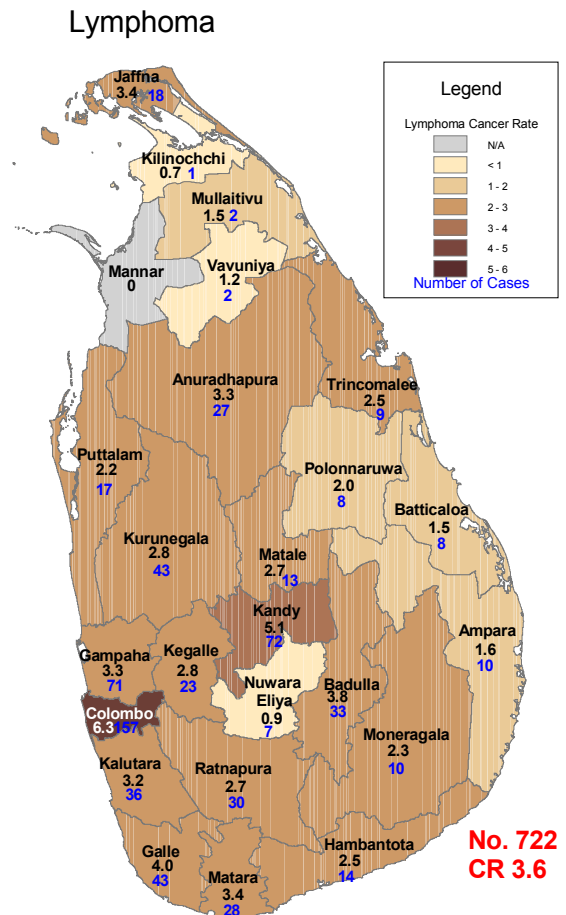 Lymphoma
Legend
Lymphoma Cancer Rate
N/A
< 1
1 - 2
2 - 3
3 - 4
4 - 5
5 - 6
Number of Cases
Jaffna
3.4 18
Kilinochchi
0.7 1
Mullaitivu
1.5 2
Mannar
0
Vavuniya
1.2
2
Anuradhapura
3.3
27
Trincomalee
2.5
9
Puttalam
2.2
17
Polonnaruwa
2.0
8
Batticaloa
1.5
8
Kurunegala
2.8
43
Matale
2.7
13
Kandy
5.1
72
Ampara
1.6
10
Gampaha
3.3
71
Kegalle
2.8
23
Nuwara
Eliya
0.9
7
Badulla
3.8
33
Moneragala
2.3
10
Colombo
6.3 157
Kalutara
3.2
36
Ratnapura
2.7
30
Galle
4.0
43
Matara
3.4
28
Hambantota
2.5
14
No. 722
CR 3.6